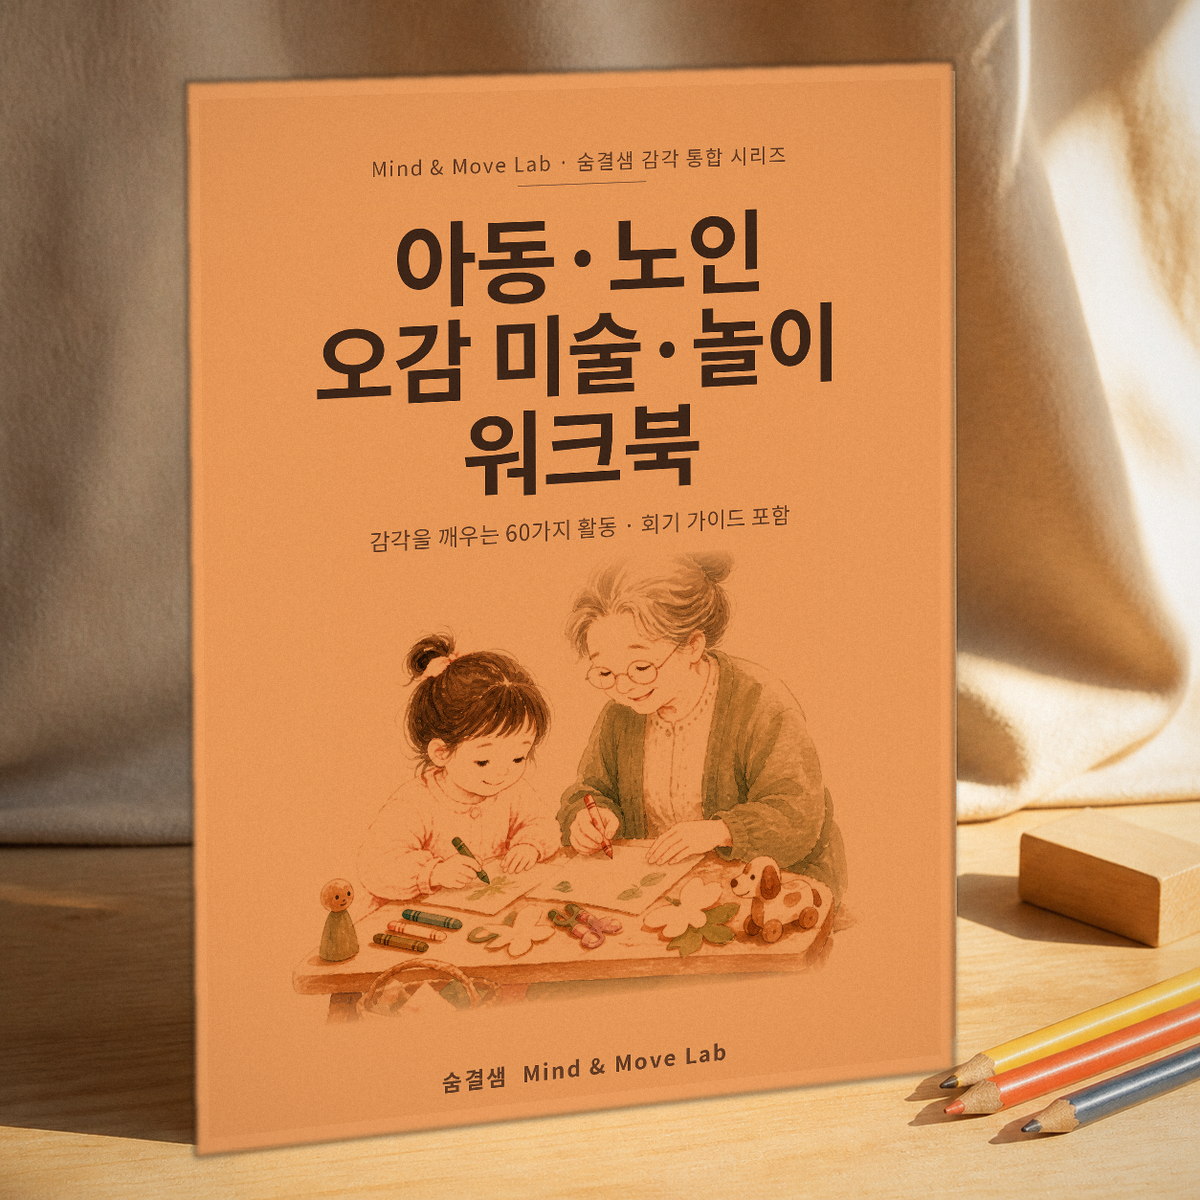 Mind & Move Lab · 숨결샘 감각 통합 시리즈
아동·노인
오감 미술·놀이
워크북
감각을 깨우는 60가지 활동 · 회기 가이드 포함
숨결샘 Mind & Move Lab